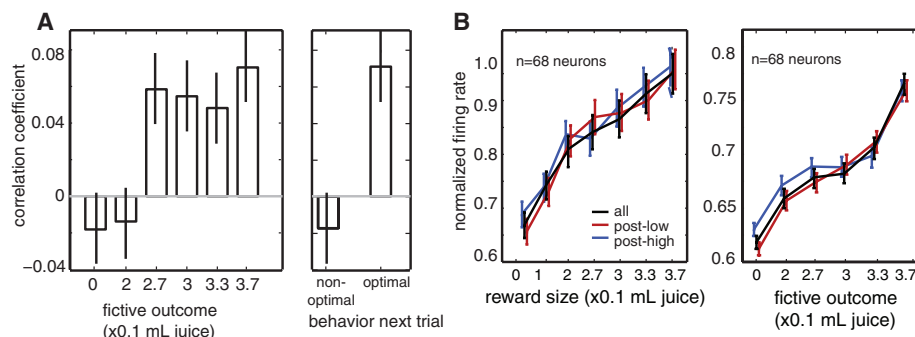 A
correlation coefficient
0.08
0.04
0
−0.04
0 2 2.7 3 3.3 3.7
fictive outcome
(x0.1 mL juice)
non-
optimal
optimal
behavior next trial
B
normalized firing rate
1.0
0.9
0.8
0.7
0.6
n=68 neurons
all
post-low
post-high
0 1 2 2.7 3 3.3 3.7
reward size (x0.1 mL juice)
0.8
0.75
0.7
0.65
0.6
n=68 neurons
0 2 2.7 3 3.3 3.7
fictive outcome
(x0.1 mL juice)